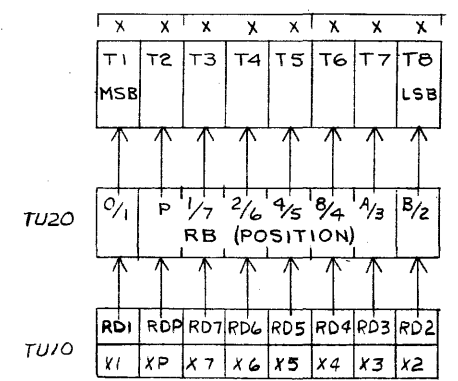 X X X X X X X X
T1 T2 T3 T4 T5 T6 T7 T8
MSB LSB
TU20 0/1 P 1/7 2/6 4/5 8/4 A/3 B/2
RB (POSITION)
RD1 RDP RD7 RD6 RD5 RD4 RD3 RD2
TU10 X1 XP X7 X6 X5 X4 X3 X2